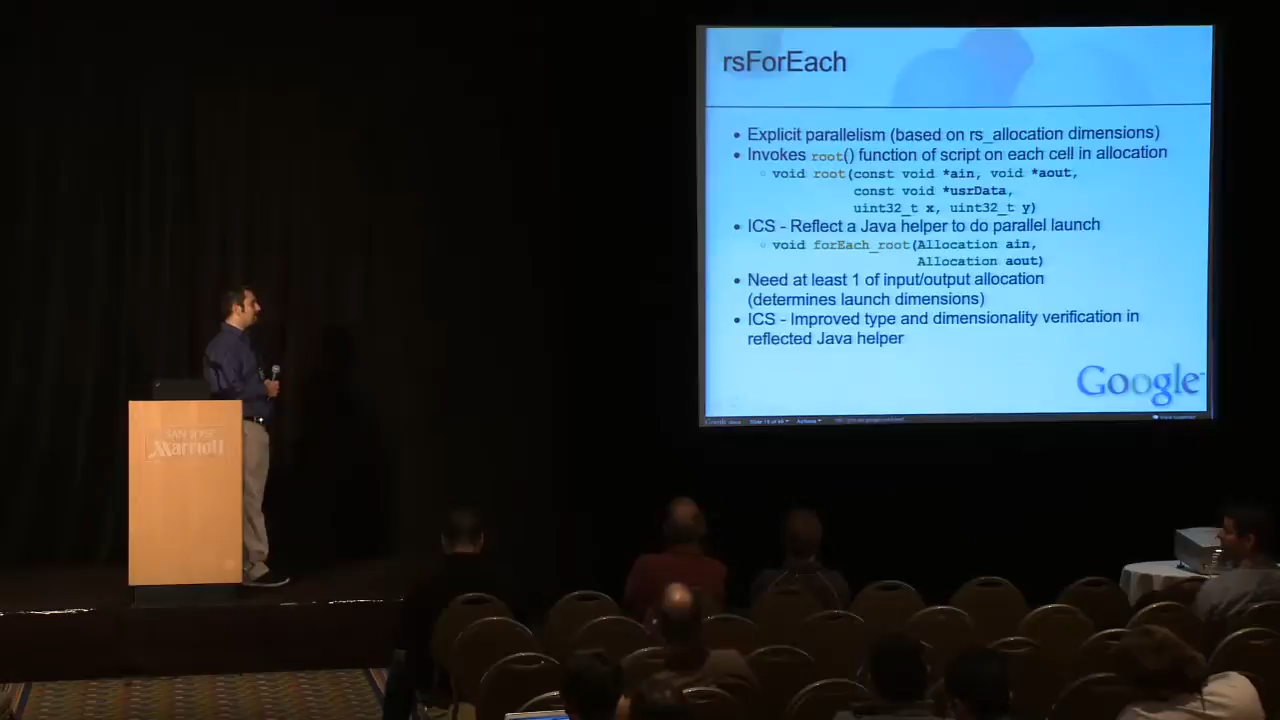 rsForEach
• Explicit parallelism (based on rs_allocation dimensions)
• Invokes root() function of script on each cell in allocation
○ void root(const void *ain, void *aout,
const void *usrData,
uint32_t x, uint32_t y)
• ICS - Reflect a Java helper to do parallel launch
○ void forEach_root(Allocation ain,
Allocation aout)
• Need at least 1 of input/output allocation
(determines launch dimensions)
• ICS - Improved type and dimensionality verification in
reflected Java helper
Google™
SAN JOSE
Marriott